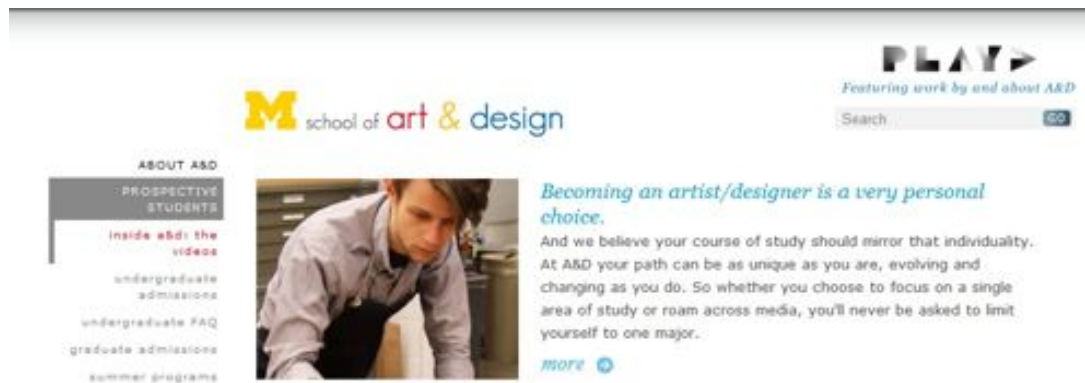 PLAY>
Featuring work by and about A&D
M school of art & design
Search GO
ABOUT A&D
PROSPECTIVE
STUDENTS
inside a&d: the
videos
undergraduate
admissions
undergraduate FAQ
graduate admissions
summer programs
Becoming an artist/designer is a very personal
choice.
And we believe your course of study should mirror that individuality.
At A&D your path can be as unique as you are, evolving and
changing as you do. So whether you choose to focus on a single
area of study or roam across media, you'll never be asked to limit
yourself to one major.
more